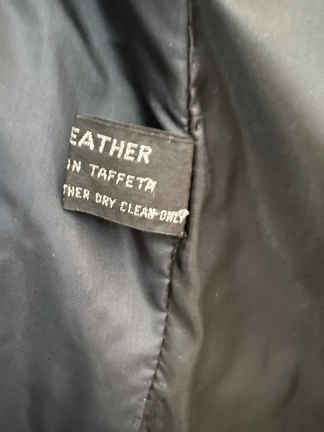 EATHER
IN TAFFETA
THER DRY CLEAN ONLY